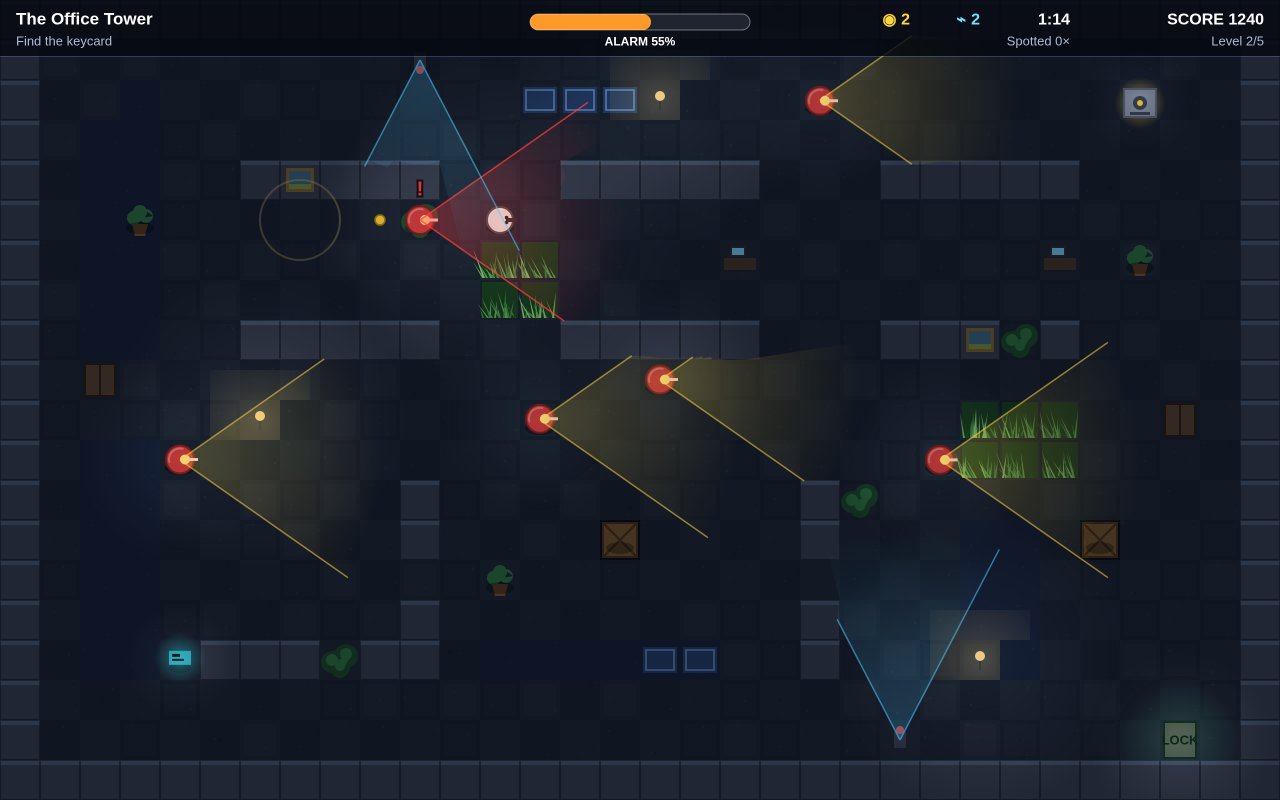 The Office Tower
Find the keycard
ALARM 55%
2
2
1:14
Spotted 0×
SCORE 1240
Level 2/5
!
LOCK